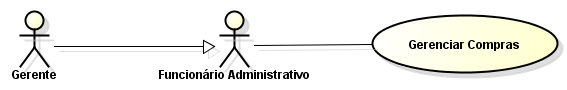 Gerenciar Compras
Gerente
Funcionário Administrativo